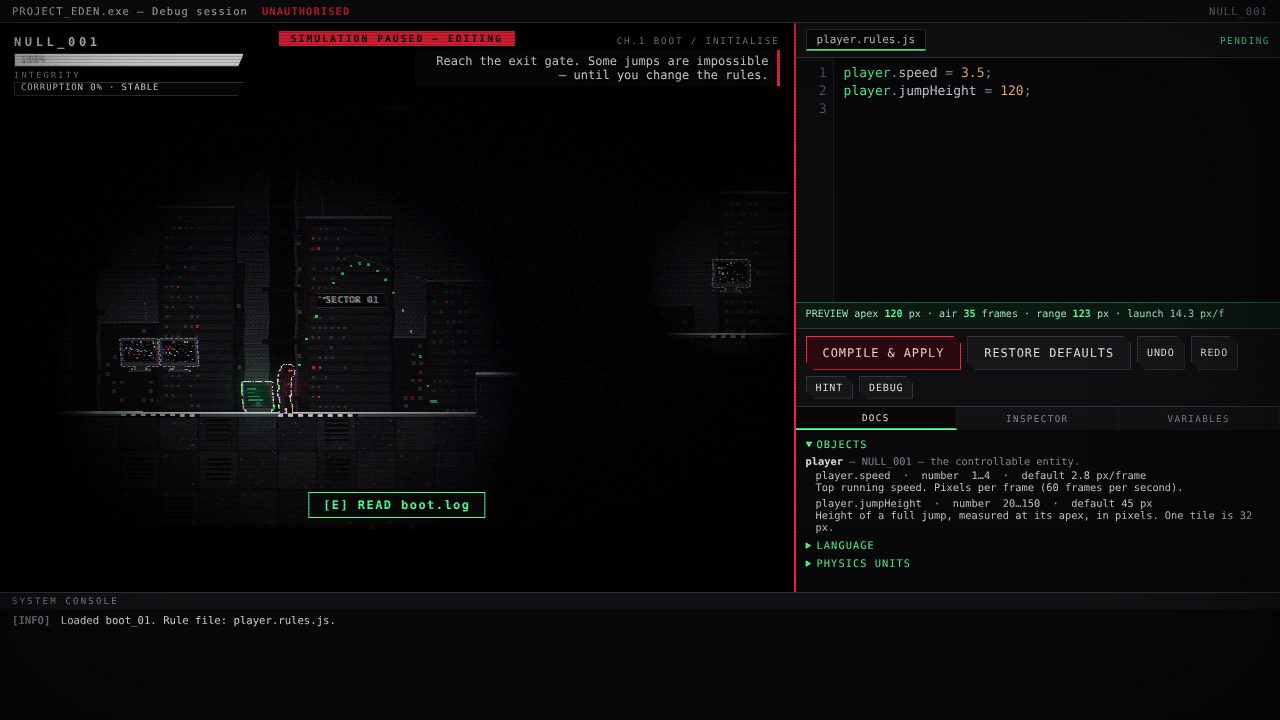 PROJECT_EDEN.exe — Debug session UNAUTHORISED
NULL_001
NULL_001
SIMULATION PAUSED — EDITING
CH.1 BOOT / INITIALISE
100%
INTEGRITY
CORRUPTION 0% · STABLE
Reach the exit gate. Some jumps are impossible
— until you change the rules.
SECTOR 01
[E] READ boot.log
player.rules.js
PENDING
1 player.speed = 3.5;
2 player.jumpHeight = 120;
3
PREVIEW apex 120 px · air 35 frames · range 123 px · launch 14.3 px/f
COMPILE & APPLY
RESTORE DEFAULTS
UNDO
REDO
HINT
DEBUG
DOCS
INSPECTOR
VARIABLES
▼ OBJECTS
player — NULL_001 — the controllable entity.
player.speed · number 1…4 · default 2.8 px/frame
Top running speed. Pixels per frame (60 frames per second).
player.jumpHeight · number 20…150 · default 45 px
Height of a full jump, measured at its apex, in pixels. One tile is 32
px.
▶ LANGUAGE
▶ PHYSICS UNITS
SYSTEM CONSOLE
[INFO] Loaded boot_01. Rule file: player.rules.js.